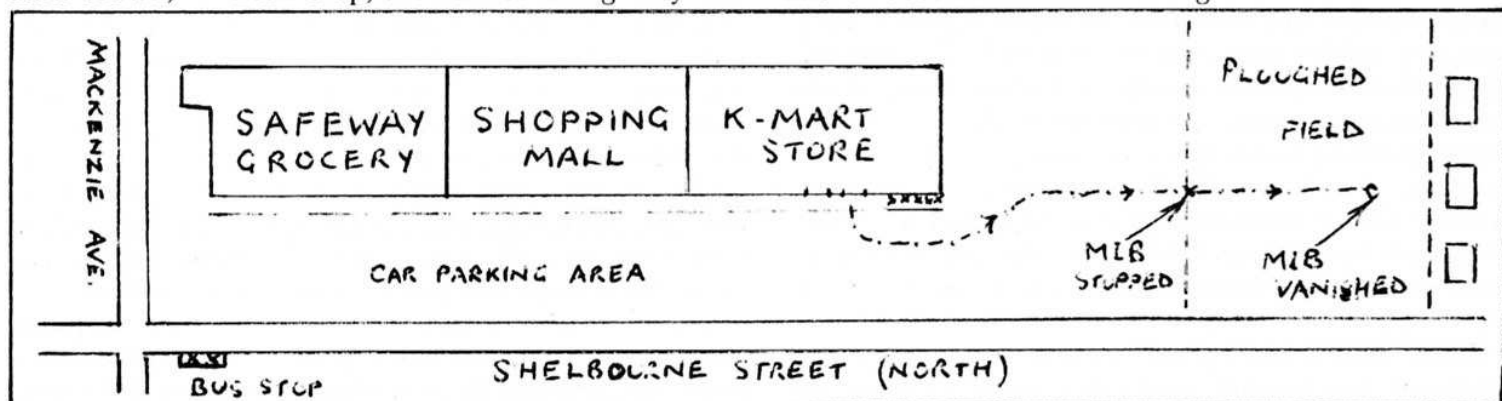 MACKENZIE AVE.
SAFEWAY
GROCERY
SHOPPING
MALL
K-MART
STORE
PLOUGHED
FIELD
CAR PARKING AREA
MIB
STOPPED
MIB
VANISHED
BUS STOP
SHELBOURNE STREET (NORTH)